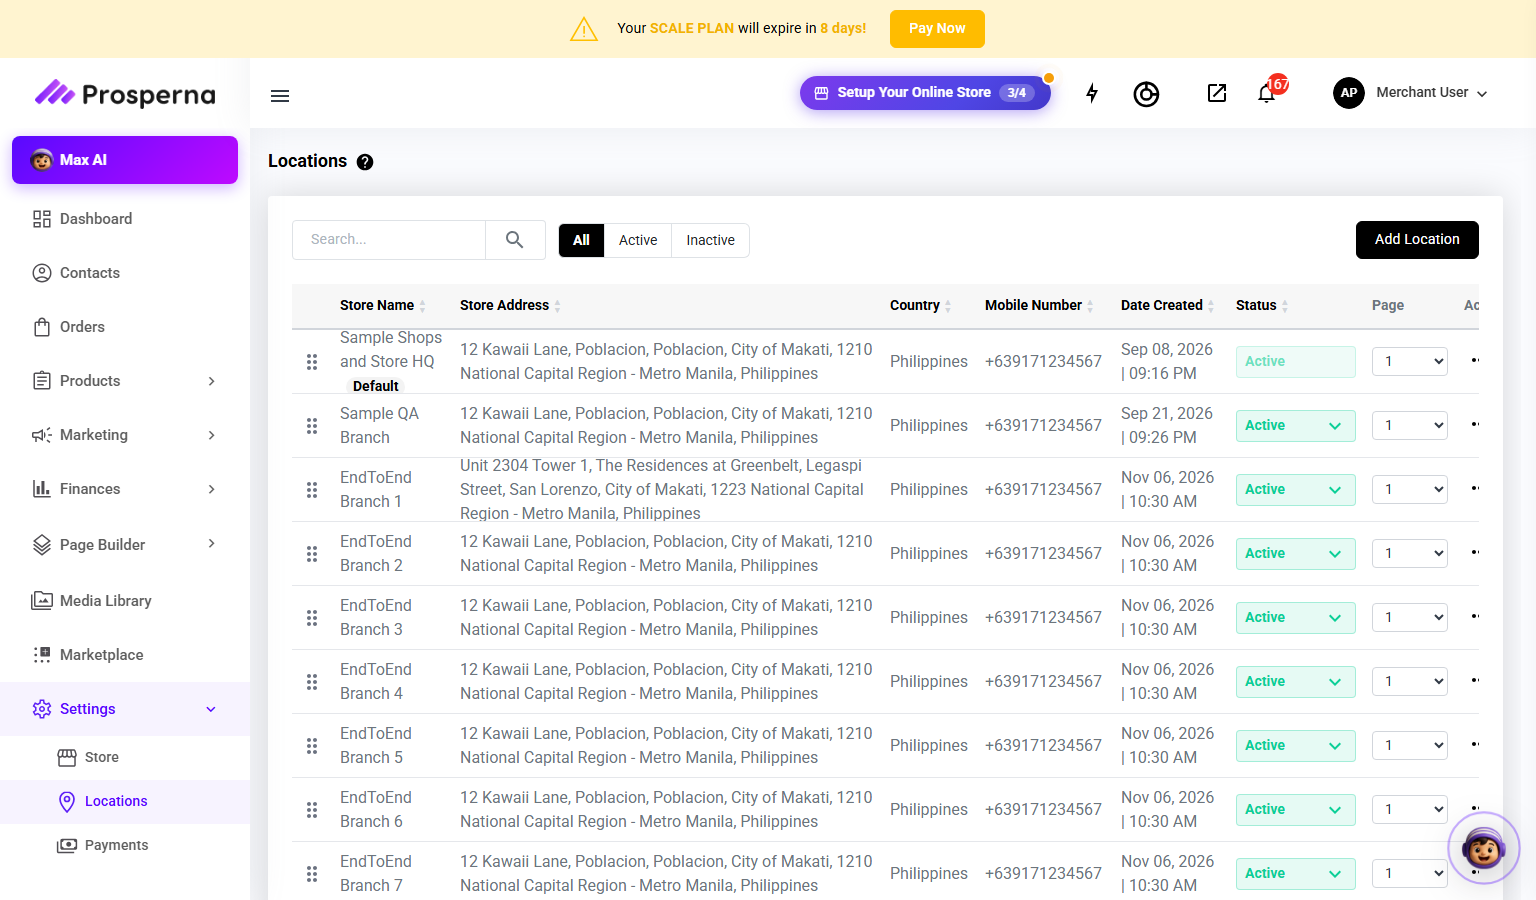 Your SCALE PLAN will expire in 8 days! Pay Now
Prosperna
Setup Your Online Store 3/4
167
AP Merchant User
Max AI
Dashboard
Contacts
Orders
Products
Marketing
Finances
Page Builder
Media Library
Marketplace
Settings
Store
Locations
Payments
Locations ?
Search...
All Active Inactive
Add Location
Store Name Store Address Country Mobile Number Date Created Status Page Ac
Sample Shops and Store HQ Default 12 Kawaii Lane, Poblacion, Poblacion, City of Makati, 1210 National Capital Region - Metro Manila, Philippines Philippines +639171234567 Sep 08, 2026 | 09:16 PM Active 1
Sample QA Branch 12 Kawaii Lane, Poblacion, Poblacion, City of Makati, 1210 National Capital Region - Metro Manila, Philippines Philippines +639171234567 Sep 21, 2026 | 09:26 PM Active 1
EndToEnd Branch 1 Unit 2304 Tower 1, The Residences at Greenbelt, Legaspi Street, San Lorenzo, City of Makati, 1223 National Capital Region - Metro Manila, Philippines Philippines +639171234567 Nov 06, 2026 | 10:30 AM Active 1
EndToEnd Branch 2 12 Kawaii Lane, Poblacion, Poblacion, City of Makati, 1210 National Capital Region - Metro Manila, Philippines Philippines +639171234567 Nov 06, 2026 | 10:30 AM Active 1
EndToEnd Branch 3 12 Kawaii Lane, Poblacion, Poblacion, City of Makati, 1210 National Capital Region - Metro Manila, Philippines Philippines +639171234567 Nov 06, 2026 | 10:30 AM Active 1
EndToEnd Branch 4 12 Kawaii Lane, Poblacion, Poblacion, City of Makati, 1210 National Capital Region - Metro Manila, Philippines Philippines +639171234567 Nov 06, 2026 | 10:30 AM Active 1
EndToEnd Branch 5 12 Kawaii Lane, Poblacion, Poblacion, City of Makati, 1210 National Capital Region - Metro Manila, Philippines Philippines +639171234567 Nov 06, 2026 | 10:30 AM Active 1
EndToEnd Branch 6 12 Kawaii Lane, Poblacion, Poblacion, City of Makati, 1210 National Capital Region - Metro Manila, Philippines Philippines +639171234567 Nov 06, 2026 | 10:30 AM Active 1
EndToEnd Branch 7 12 Kawaii Lane, Poblacion, Poblacion, City of Makati, 1210 National Capital Region - Metro Manila, Philippines Philippines +639171234567 Nov 06, 2026 | 10:30 AM Active 1